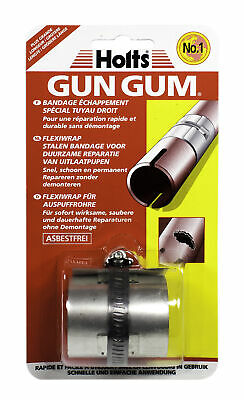 Holts
No.1
GUN GUM®
F BANDAGE ÉCHAPPEMENT
SPÉCIAL TUYAU DROIT
Pour une réparation rapide et
durable sans démontage
NL FLEXIWRAP
STALEN BANDAGE VOOR
DUURZAME REPARATIE
VAN UITLAATPIJPEN
Snel, schoon en permanent
Repareren zonder
demonteren
D FLEXIWRAP FÜR
AUSPUFFROHRE
Für sofort wirksame, saubere
und dauerhafte Reparaturen
ohne Demontage
ASBESTFREI
RAPIDE ET FACILE
IN GEBRUIK
SCHNELLE UND EINFACHE ANWENDUNG